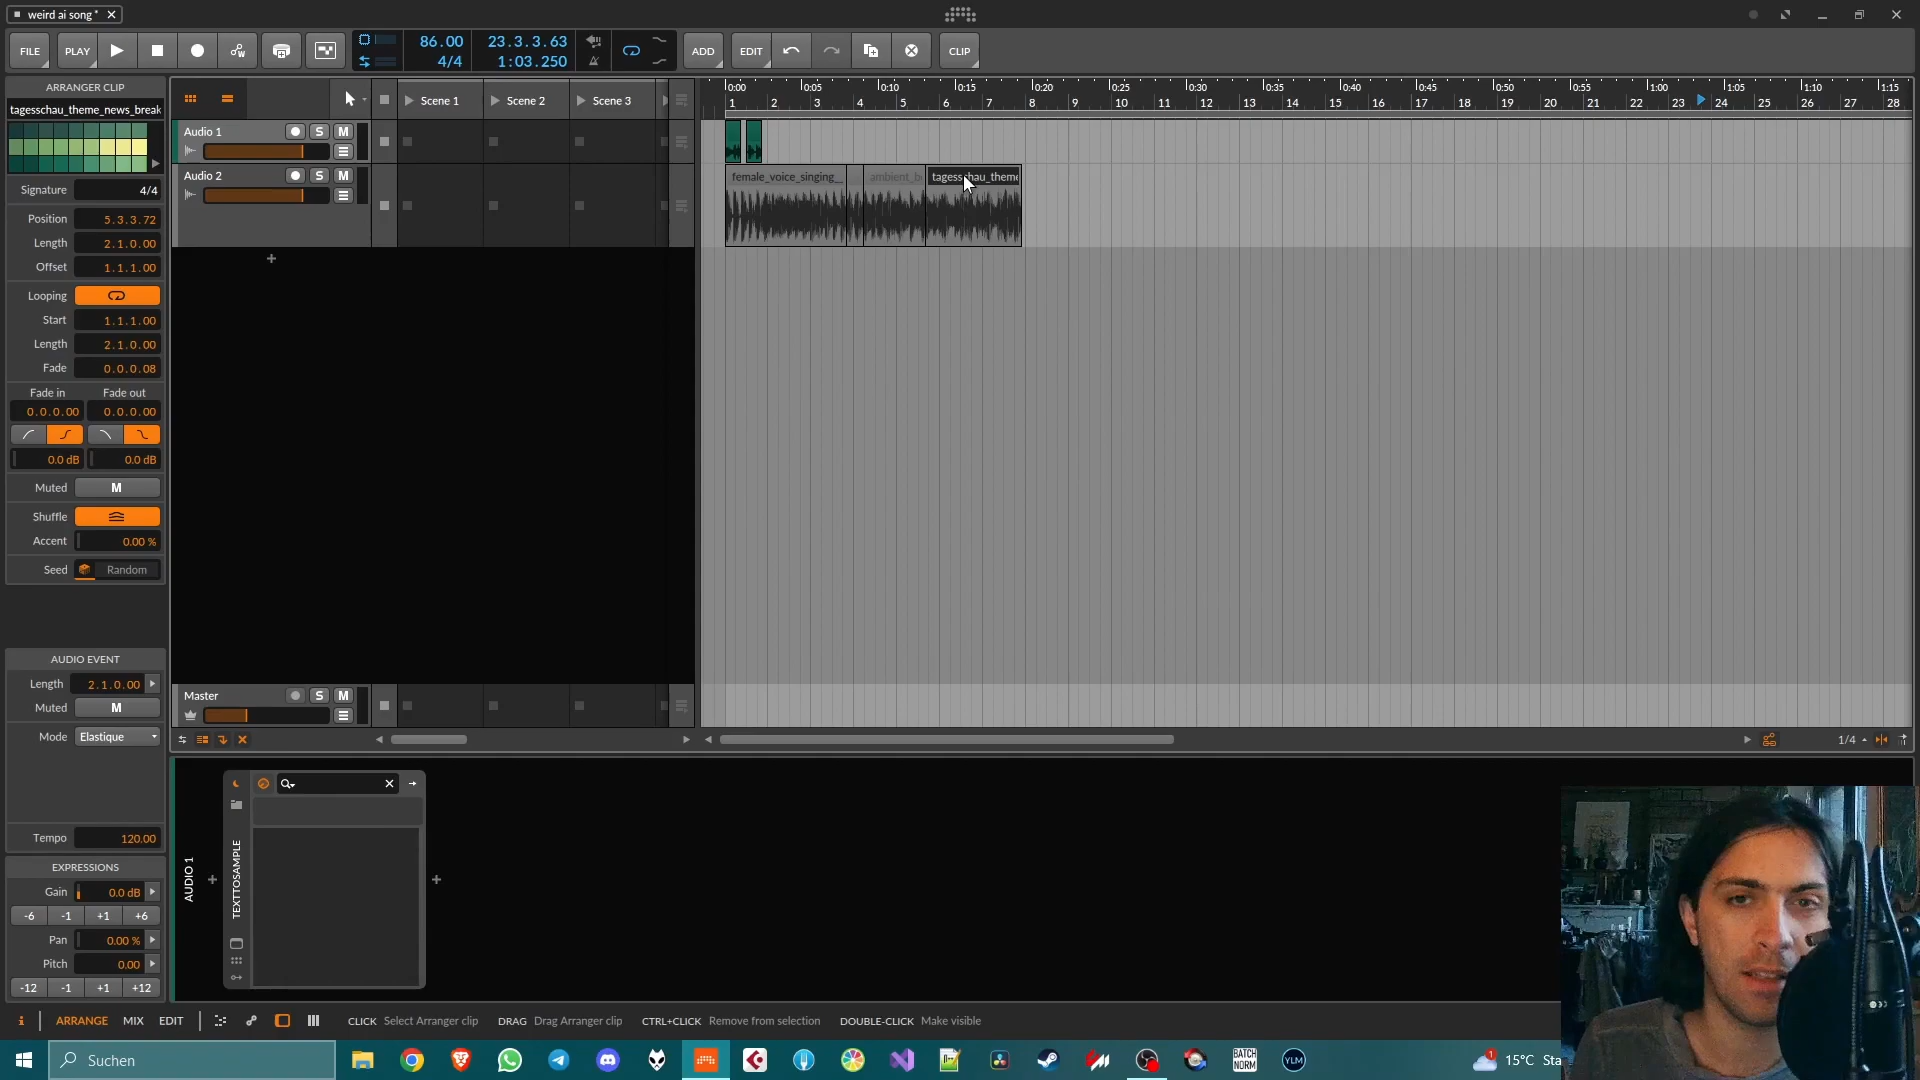 weird ai song *
FILE
PLAY
86.00
4/4
23.3.3.63
1:03.250
ADD
EDIT
CLIP
ARRANGER CLIP
tagesschau_theme_news_break
Signature 4/4
Position 5.3.3.72
Length 2.1.0.00
Offset 1.1.1.00
Looping
Start 1.1.1.00
Length 2.1.0.00
Fade 0.0.0.08
Fade in Fade out
0.0.0.00 0.0.0.00
0.0 dB 0.0 dB
Muted M
Shuffle
Accent 0.00 %
Seed Random
AUDIO EVENT
Length 2.1.0.00
Muted M
Mode Elastique
Tempo 120.00
EXPRESSIONS
Gain 0.0 dB
-6 -1 +1 +6
Pan 0.00 %
Pitch 0.00
-12 -1 +1 +12
Scene 1 Scene 2 Scene 3
Audio 1 S M
Audio 2 S M
Master S M
0:00 0:05 0:10 0:15 0:20 0:25 0:30 0:35 0:40 0:45 0:50 0:55 1:00 1:05 1:10 1:15
1 2 3 4 5 6 7 8 9 10 11 12 13 14 15 16 17 18 19 20 21 22 23 24 25 26 27 28
female_voice_singing_
ambient_b
1/4
AUDIO 1
TEXTTOSAMPLE
i ARRANGE MIX EDIT
CLICK Select Arranger clip DRAG Drag Arranger clip CTRL+CLICK Remove from selection DOUBLE-CLICK Make visible
Suchen
BATCH
NORM
YLM
1
15°C Sta